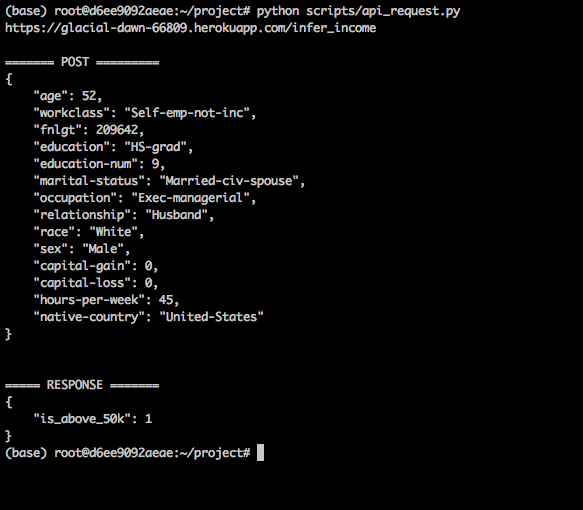 (base) root@d6ee9092aeae:~/project# python scripts/api_request.py
https://glacial-dawn-66809.herokuapp.com/infer_income

======= POST =========
{
    "age": 52,
    "workclass": "Self-emp-not-inc",
    "fnlgt": 209642,
    "education": "HS-grad",
    "education-num": 9,
    "marital-status": "Married-civ-spouse",
    "occupation": "Exec-managerial",
    "relationship": "Husband",
    "race": "White",
    "sex": "Male",
    "capital-gain": 0,
    "capital-loss": 0,
    "hours-per-week": 45,
    "native-country": "United-States"
}

===== RESPONSE =======
{
    "is_above_50k": 1
}
(base) root@d6ee9092aeae:~/project#